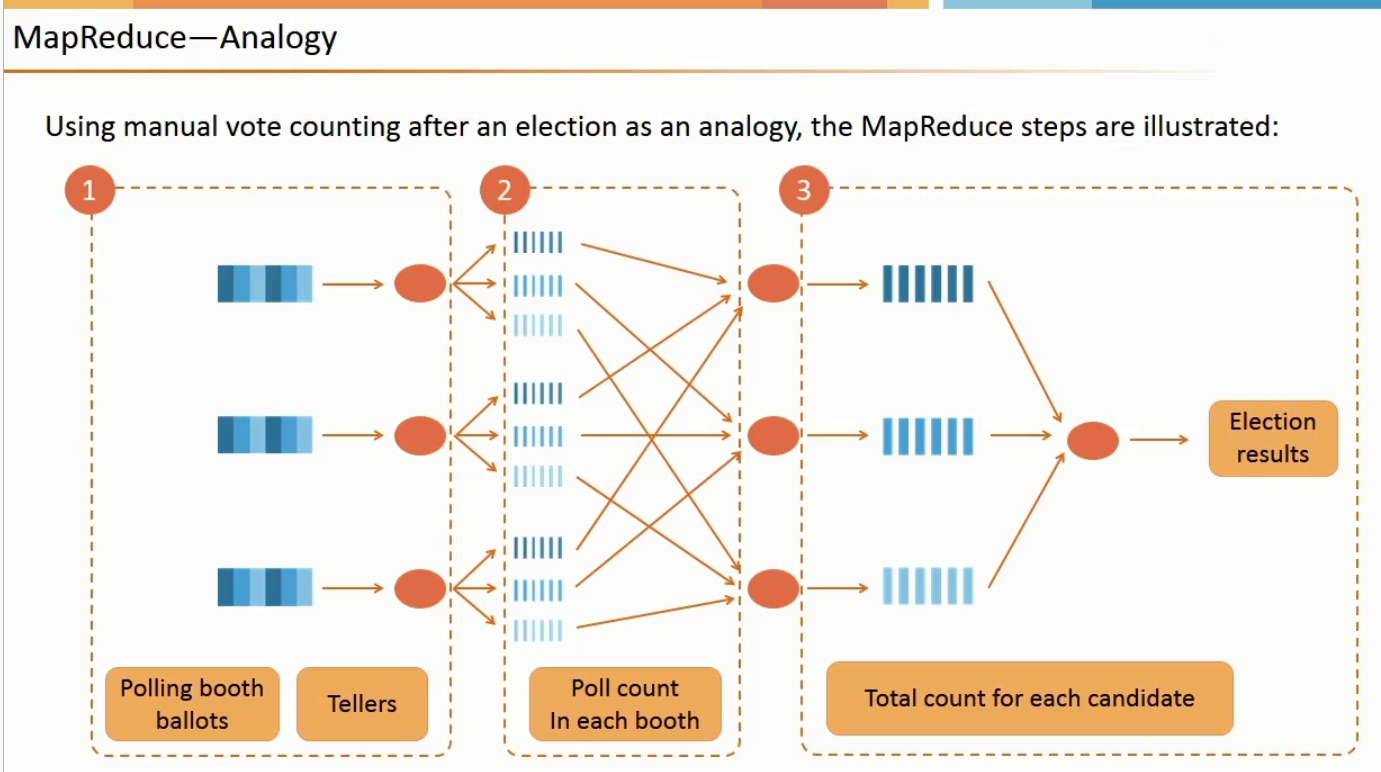 MapReduce—Analogy
Using manual vote counting after an election as an analogy, the MapReduce steps are illustrated:
1
2
3
Election
results
Polling booth
ballots
Tellers
Poll count
In each booth
Total count for each candidate